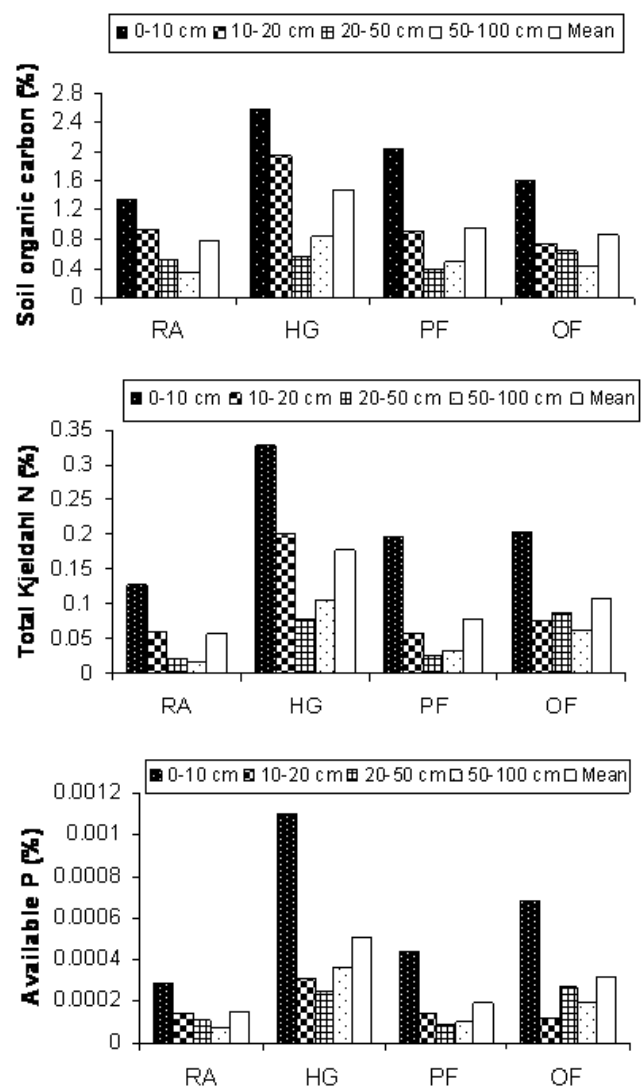 0-10 cm 10-20 cm 20-50 cm 50-100 cm Mean
Soil organic carbon (%)
2.8
2.4
2
1.6
1.2
0.8
0.4
0
RA HG PF OF
0-10 cm 10-20 cm 20-50 cm 50-100 cm Mean
Total Kjeldahl N (%)
0.35
0.3
0.25
0.2
0.15
0.1
0.05
0
RA HG PF OF
0-10 cm 10-20 cm 20-50 cm 50-100 cm Mean
Available P (%)
0.0012
0.001
0.0008
0.0006
0.0004
0.0002
0
RA HG PF OF